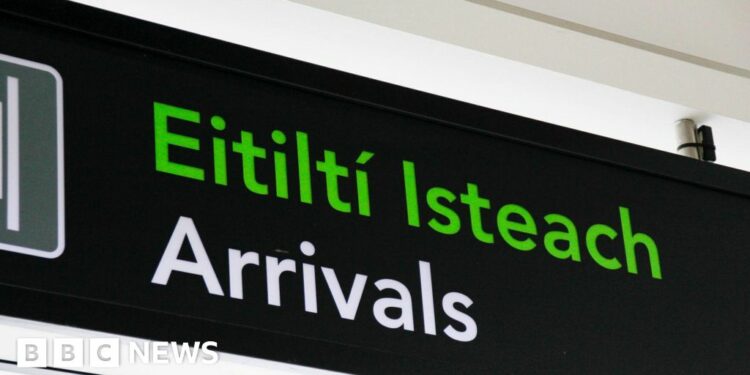 Eitiltí Isteach
Arrivals
BBC NEWS